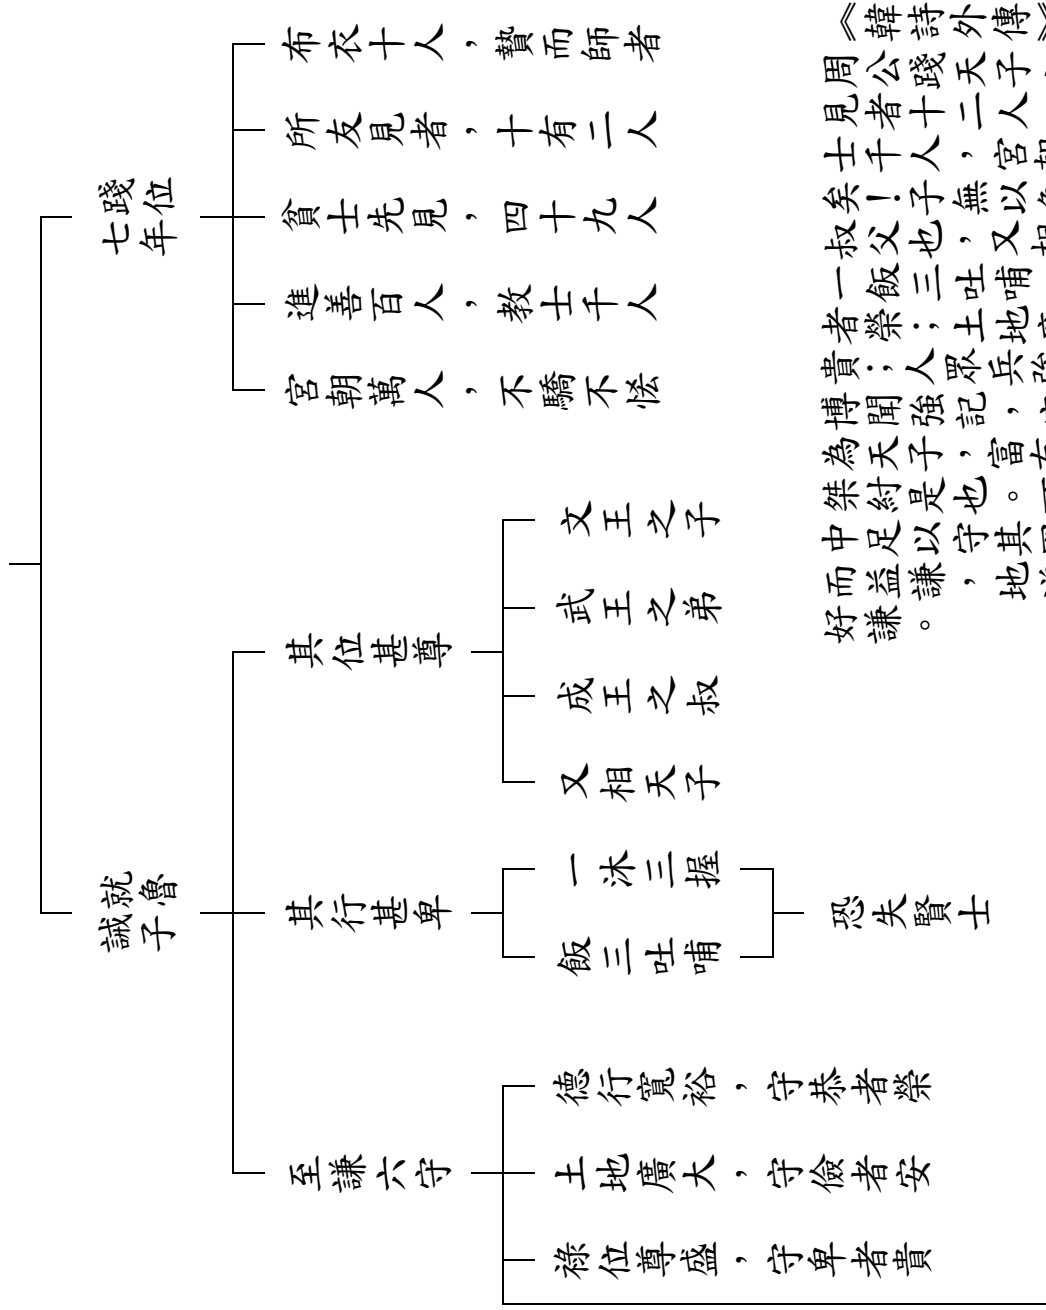 踐位
七年
布衣十人，贄而師者
所友見者，十有二人
貧士先見，四十九人
進善百人，教士千人
宮朝萬人，不驕不恡
就魯
誡子
其位甚尊
文王之子
武王之弟
成王之叔
又相天子
其行甚卑
一沐三握
飯三吐哺
恐失賢士
至謙六守
德行寬裕，守恭者榮
土地廣大，守儉者安
祿位尊盛，守卑者貴
《韓詩外傳》
周公踐天子
見者十二人
士千人，宮
矣！子無以
叔父也，又
一飯三吐哺
者榮；土地
貴；人眾兵
博聞強記，
為天子，富
桀紂是也。
中足以守其
而益謙，地
好謙。